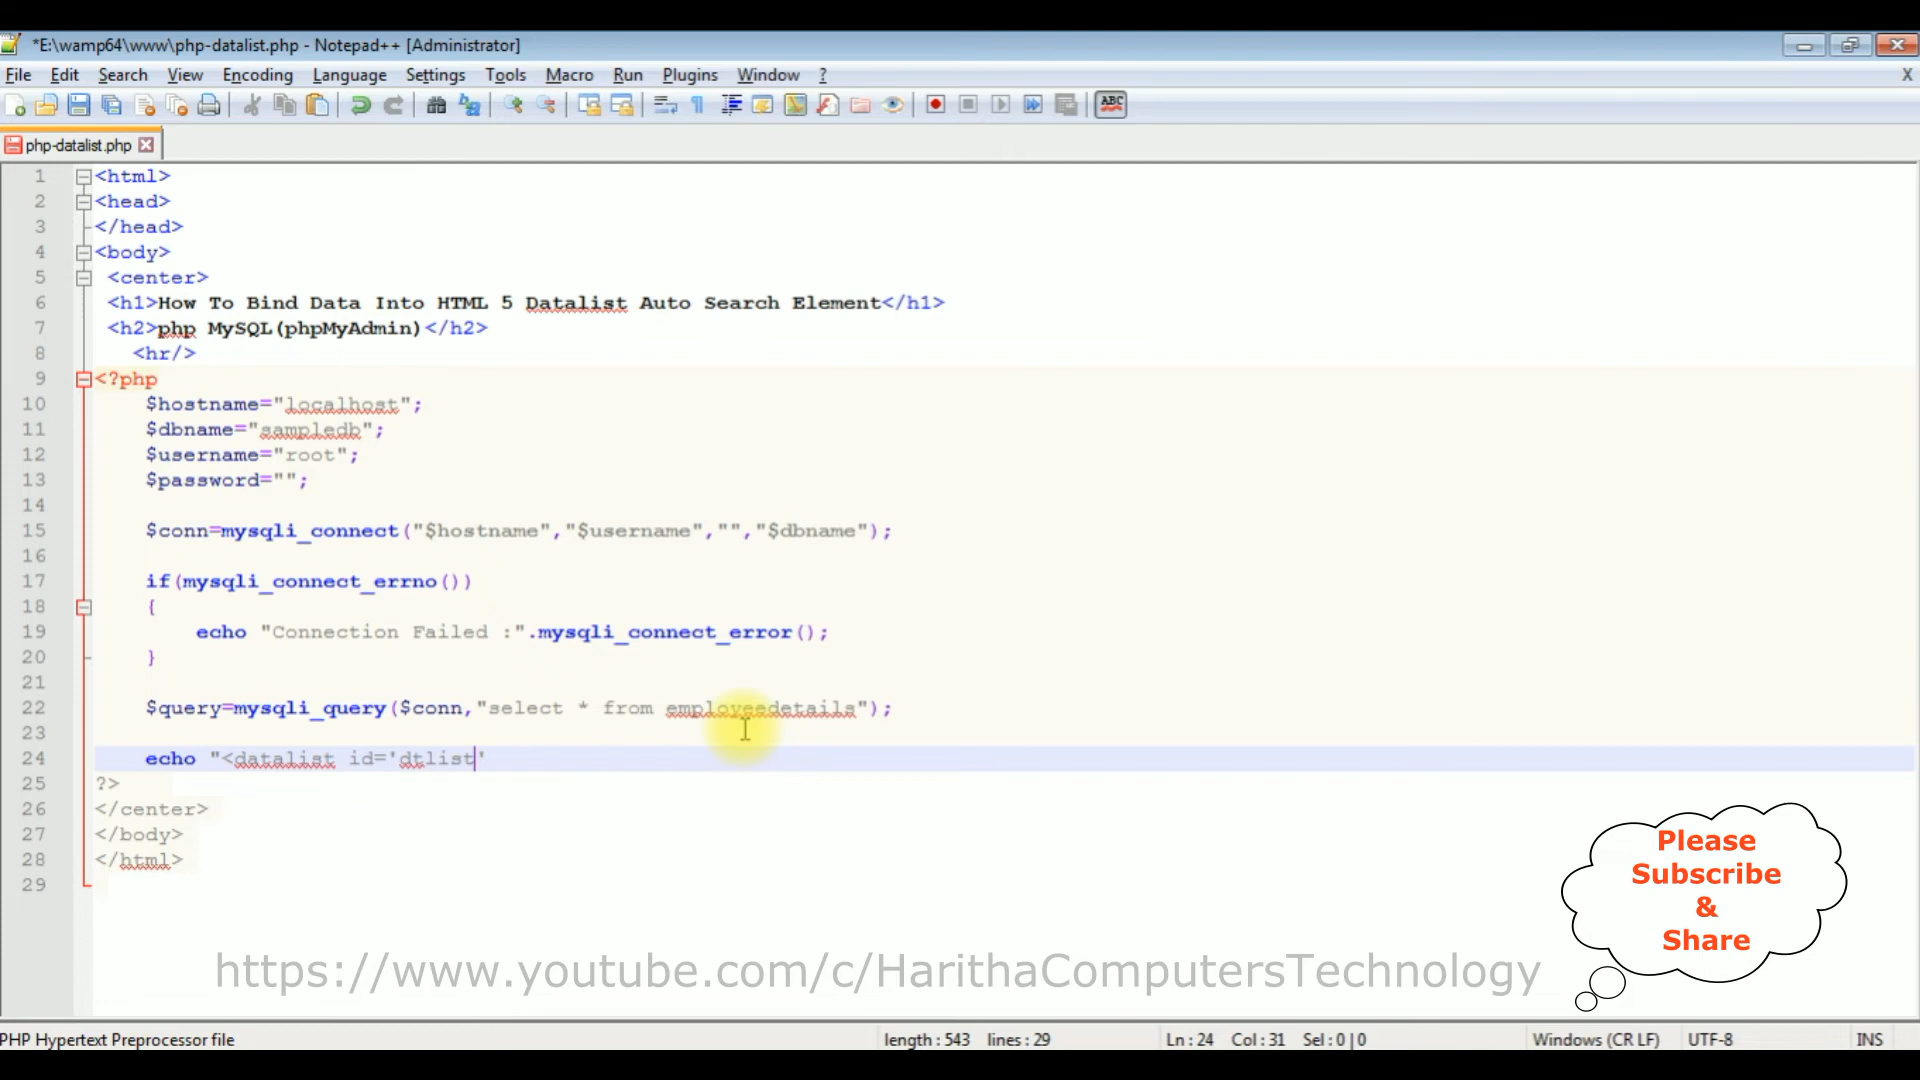 *E:\wamp64\www\php-datalist.php - Notepad++ [Administrator]
File Edit Search View Encoding Language Settings Tools Macro Run Plugins Window ? X
ABC
php-datalist.php
1 <html>
2 <head>
3 </head>
4 <body>
5 <center>
6 <h1>How To Bind Data Into HTML 5 Datalist Auto Search Element</h1>
7 <h2>php MySQL(phpMyAdmin)</h2>
8 <hr/>
9 <?php
10 $hostname="localhost";
11 $dbname="sampledb";
12 $username="root";
13 $password="";
14
15 $conn=mysqli_connect("$hostname","$username","","$dbname");
16
17 if(mysqli_connect_errno())
18 {
19 echo "Connection Failed :".mysqli_connect_error();
20 }
21
22 $query=mysqli_query($conn,"select * from employeedetails");
23
24 echo "<datalist id='dtlist'
25 ?>
26 </center>
27 </body>
28 </html>
29
Please
Subscribe
&
Share
https://www.youtube.com/c/HarithaComputersTechnology
PHP Hypertext Preprocessor file length : 543 lines : 29 Ln : 24 Col : 31 Sel : 0 | 0 Windows (CR LF) UTF-8 INS